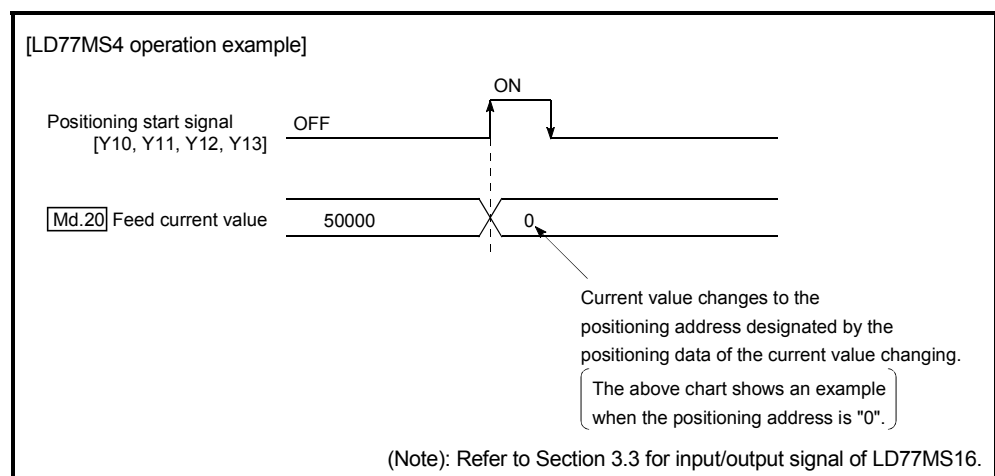 [LD77MS4 operation example]
ON
Positioning start signal OFF
[Y10, Y11, Y12, Y13]
Md.20 Feed current value 50000 0
Current value changes to the
positioning address designated by the
positioning data of the current value changing.
The above chart shows an example
when the positioning address is "0".
(Note): Refer to Section 3.3 for input/output signal of LD77MS16.